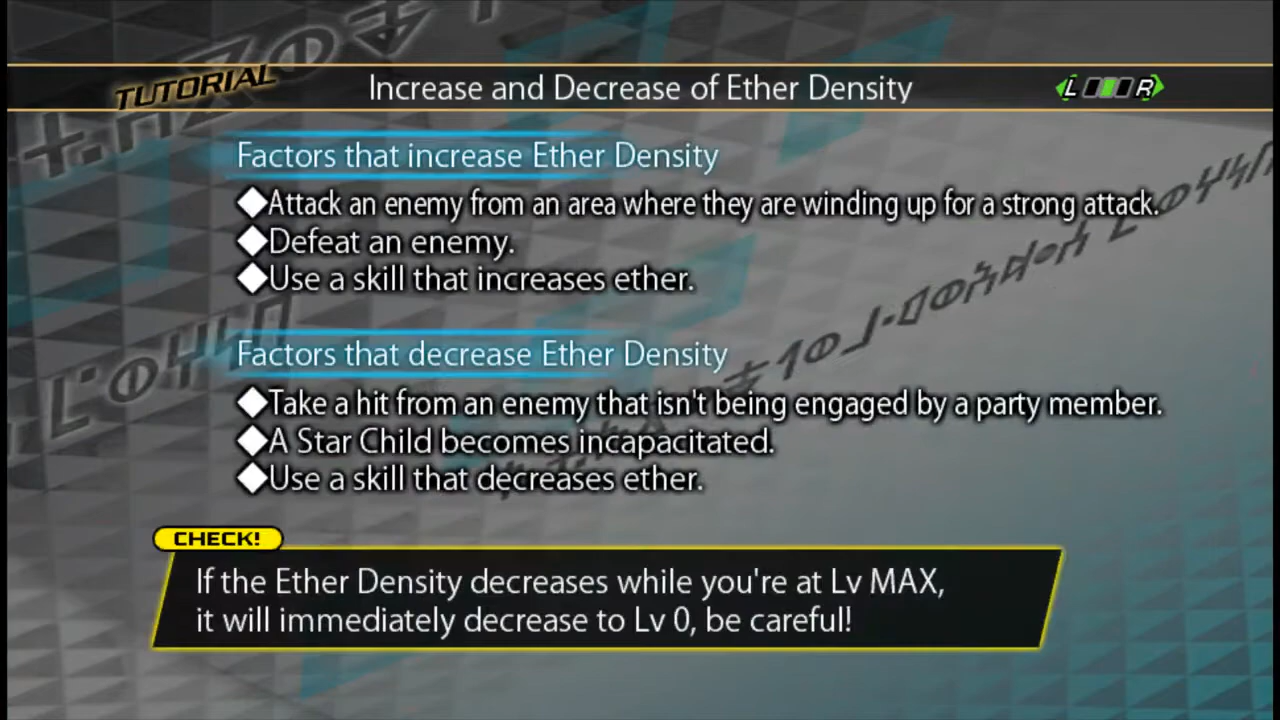 TUTORIAL
Increase and Decrease of Ether Density
L R
Factors that increase Ether Density
◆Attack an enemy from an area where they are winding up for a strong attack.
◆Defeat an enemy.
◆Use a skill that increases ether.
Factors that decrease Ether Density
◆Take a hit from an enemy that isn't being engaged by a party member.
◆A Star Child becomes incapacitated.
◆Use a skill that decreases ether.
CHECK!
If the Ether Density decreases while you're at Lv MAX,
it will immediately decrease to Lv 0, be careful!